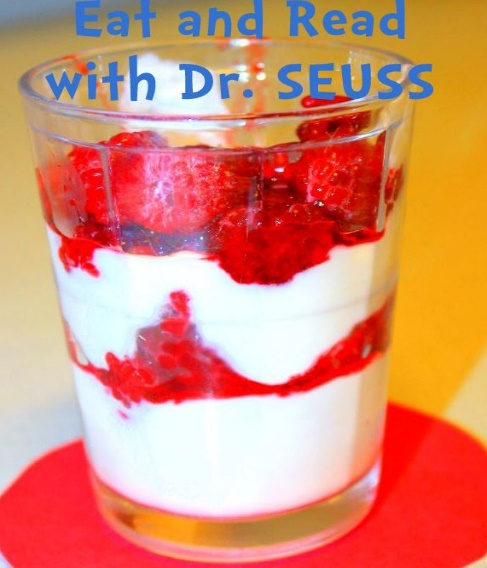 Eat and Read
with Dr. SEUSS